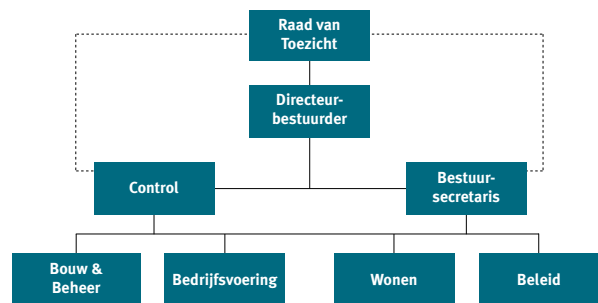 Raad van
Toezicht
Directeur-
bestuurder
Control
Bestuur-
secretaris
Bouw &
Beheer
Bedrijfsvoering
Wonen
Beleid